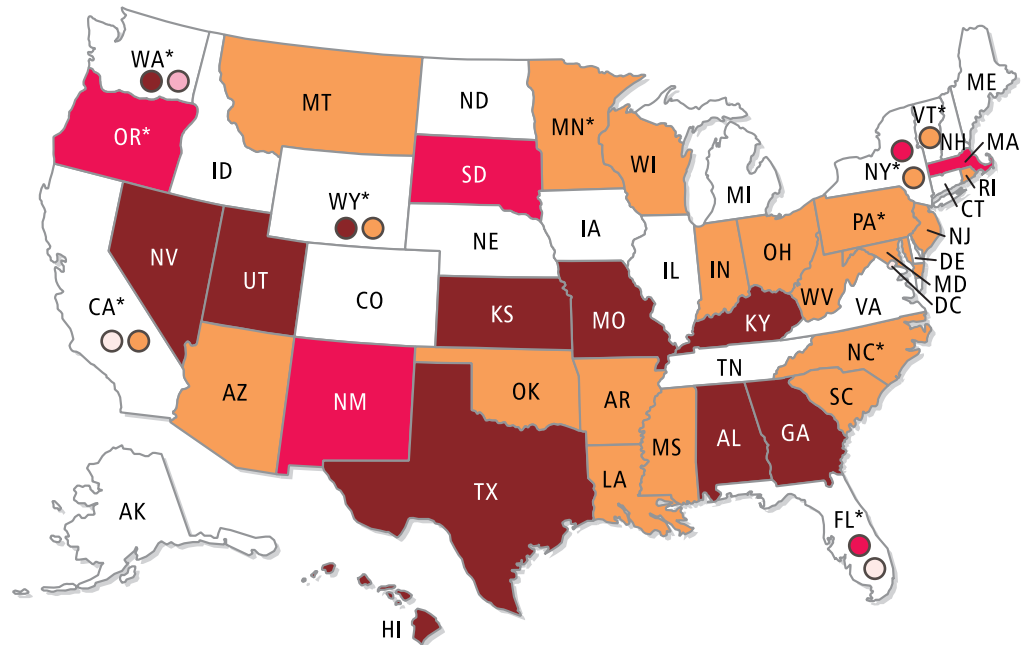 WA*
MT
ND
ME
OR*
MN*
VT*
NH
MA
ID
WY*
SD
WI
MI
NY*
RI
CT
NE
IA
PA*
NJ
NV
UT
CO
IL
IN
OH
DE
MD
DC
CA*
KS
MO
WV
VA
KY
AZ
NM
OK
AR
TN
NC*
SC
MS
AL
GA
TX
LA
AK
FL*
HI